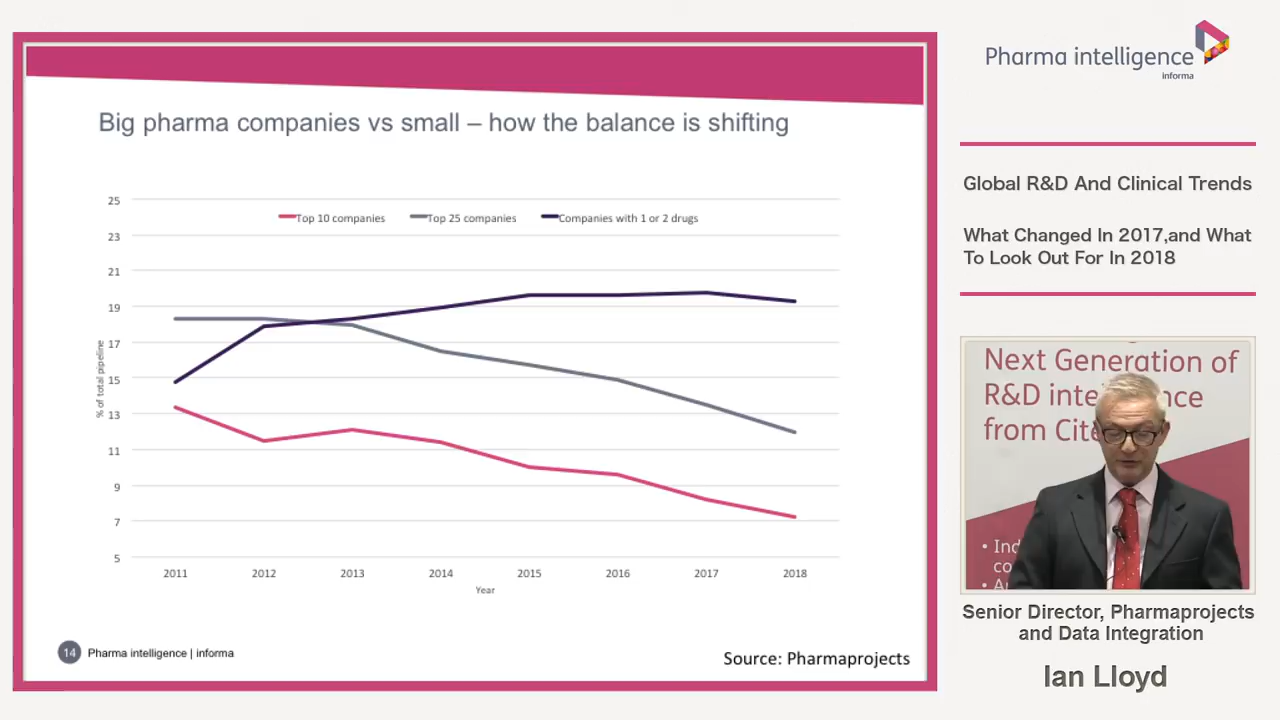 Big pharma companies vs small – how the balance is shifting
25
Top 10 companies
Top 25 companies
Companies with 1 or 2 drugs
23
21
19
17
15
13
11
9
7
5
% of total pipeline
2011
2012
2013
2014
2015
2016
2017
2018
Year
14
Pharma intelligence | informa
Source: Pharmaprojects
Pharma intelligence
informa
Global R&D And Clinical Trends
What Changed In 2017,and What
To Look Out For In 2018
Next Generation of
R&D inte nce
from Cite
• Ind
co
• A
Senior Director, Pharmaprojects
and Data Integration
Ian Lloyd